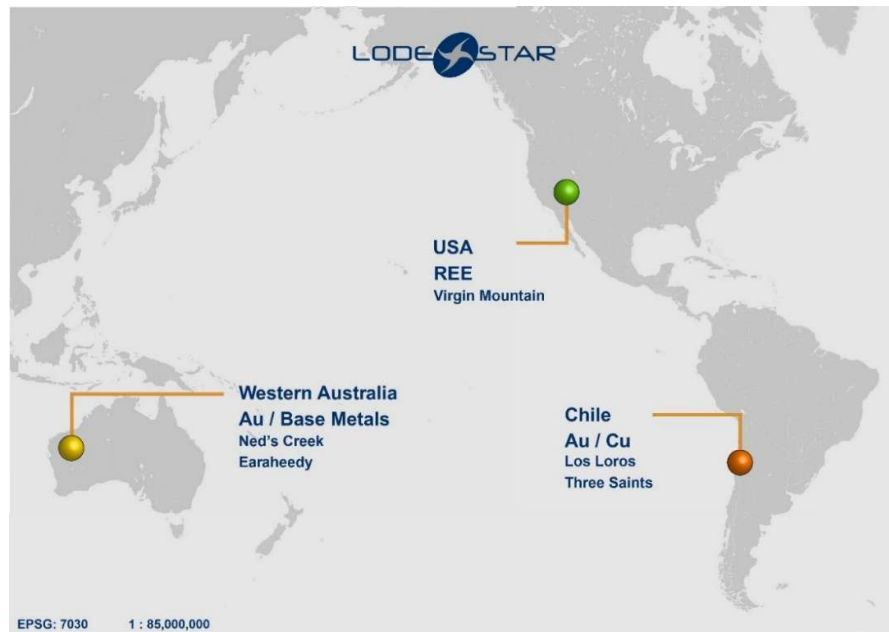 LODESTAR
USA
REE
Virgin Mountain
Western Australia
Au / Base Metals
Ned's Creek
Earaheedy
Chile
Au / Cu
Los Loros
Three Saints
EPSG: 7030 1 : 85,000,000